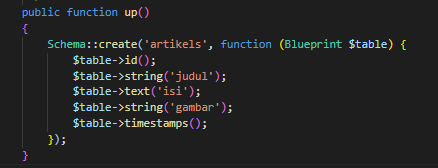 public function up()
{
    Schema::create('artikels', function (Blueprint $table) {
        $table->id();
        $table->string('judul');
        $table->text('isi');
        $table->string('gambar');
        $table->timestamps();
    });
}